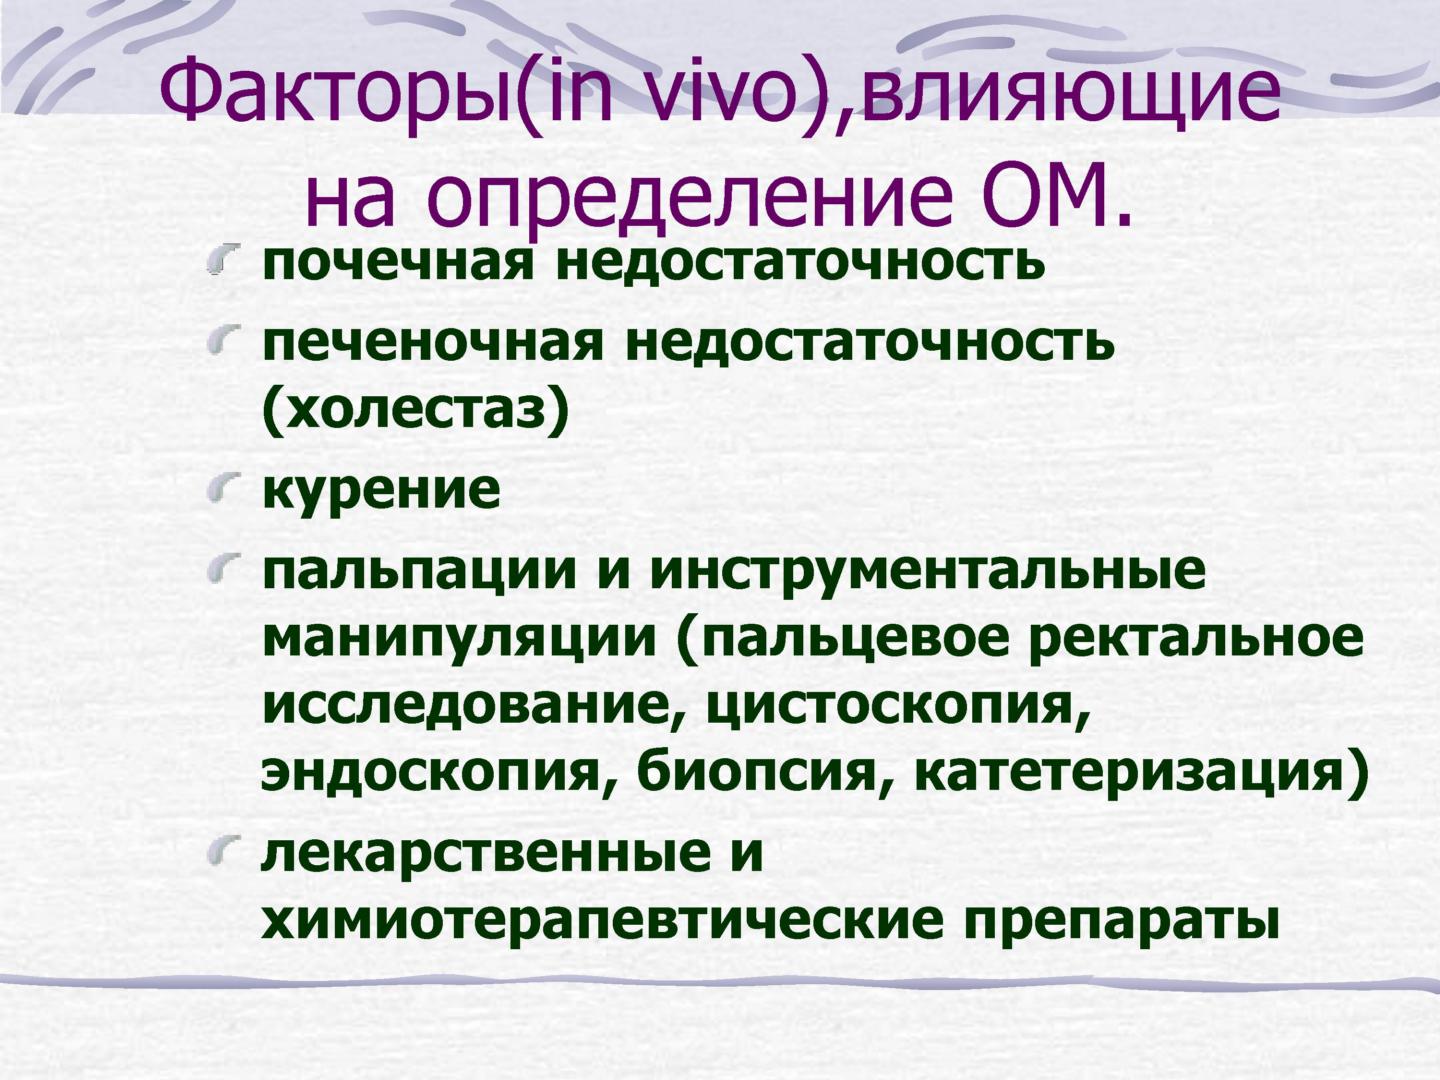 Факторы(in vivo),влияющие
на определение ОМ.
почечная недостаточность
печеночная недостаточность
(холестаз)
курение
пальпации и инструментальные
манипуляции (пальцевое ректальное
исследование, цистоскопия,
эндоскопия, биопсия, катетеризация)
лекарственные и
химиотерапевтические препараты